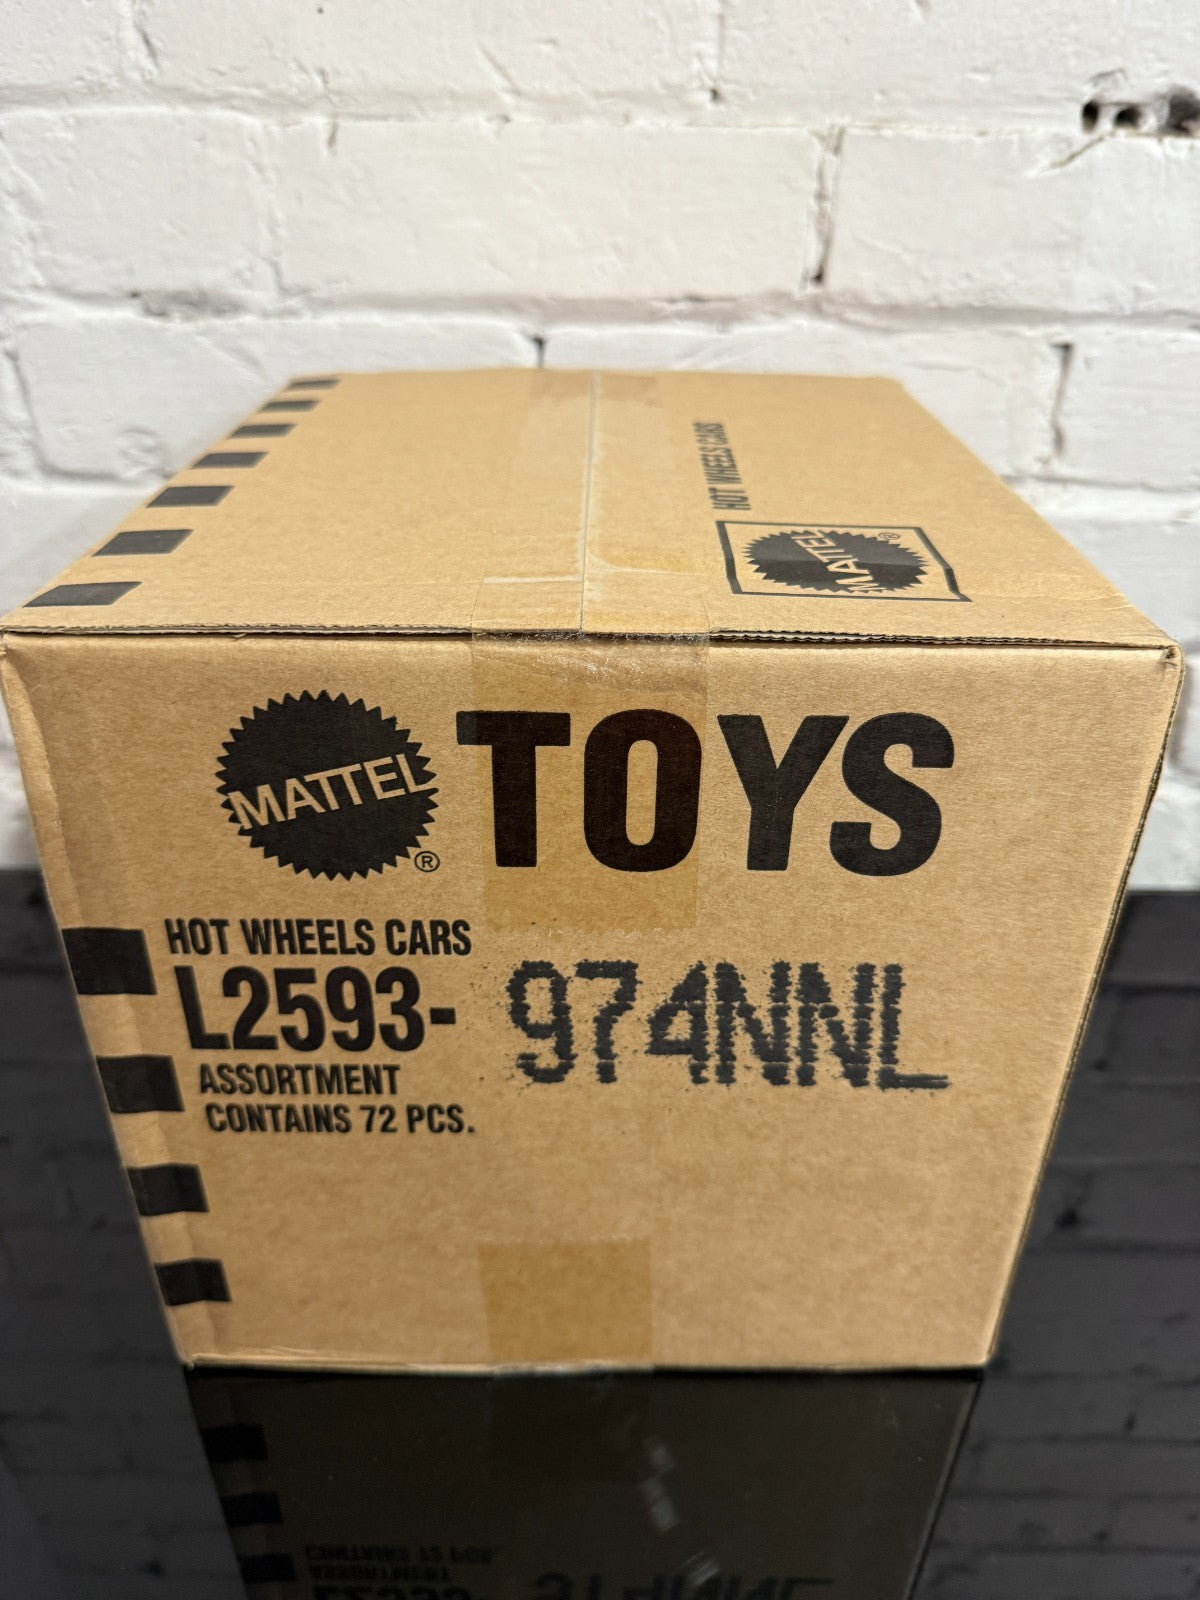 HOT WHEELS CARS
MATTEL®
MATTEL® TOYS
HOT WHEELS CARS
L2593- 974NNL
ASSORTMENT
CONTAINS 72 PCS.